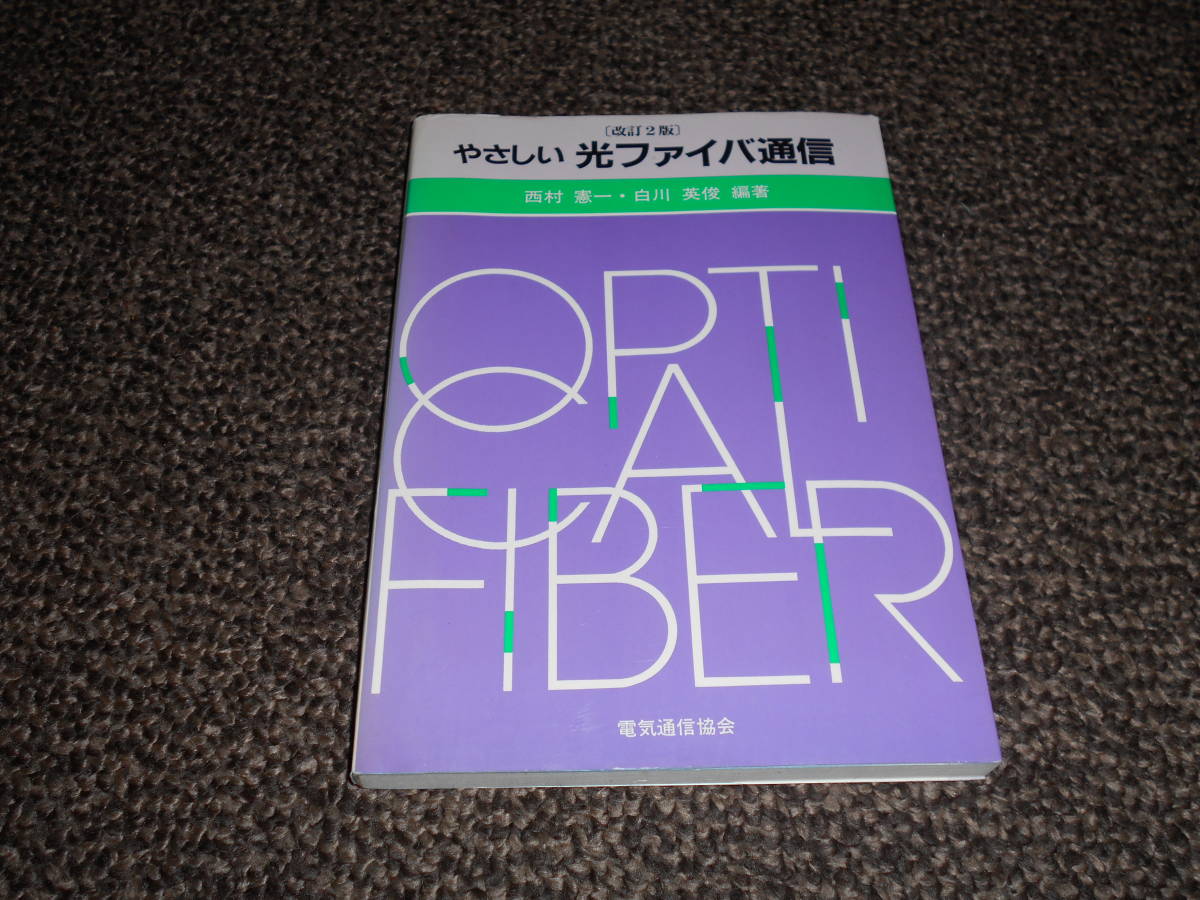 〔改訂2版〕
やさしい 光ファイバ通信
西村 憲一・白川 英俊 編著
OPTI
CAL
FIBER
電気通信協会